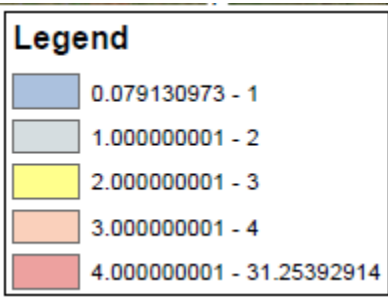 Legend
0.079130973 - 1
1.000000001 - 2
2.000000001 - 3
3.000000001 - 4
4.000000001 - 31.25392914